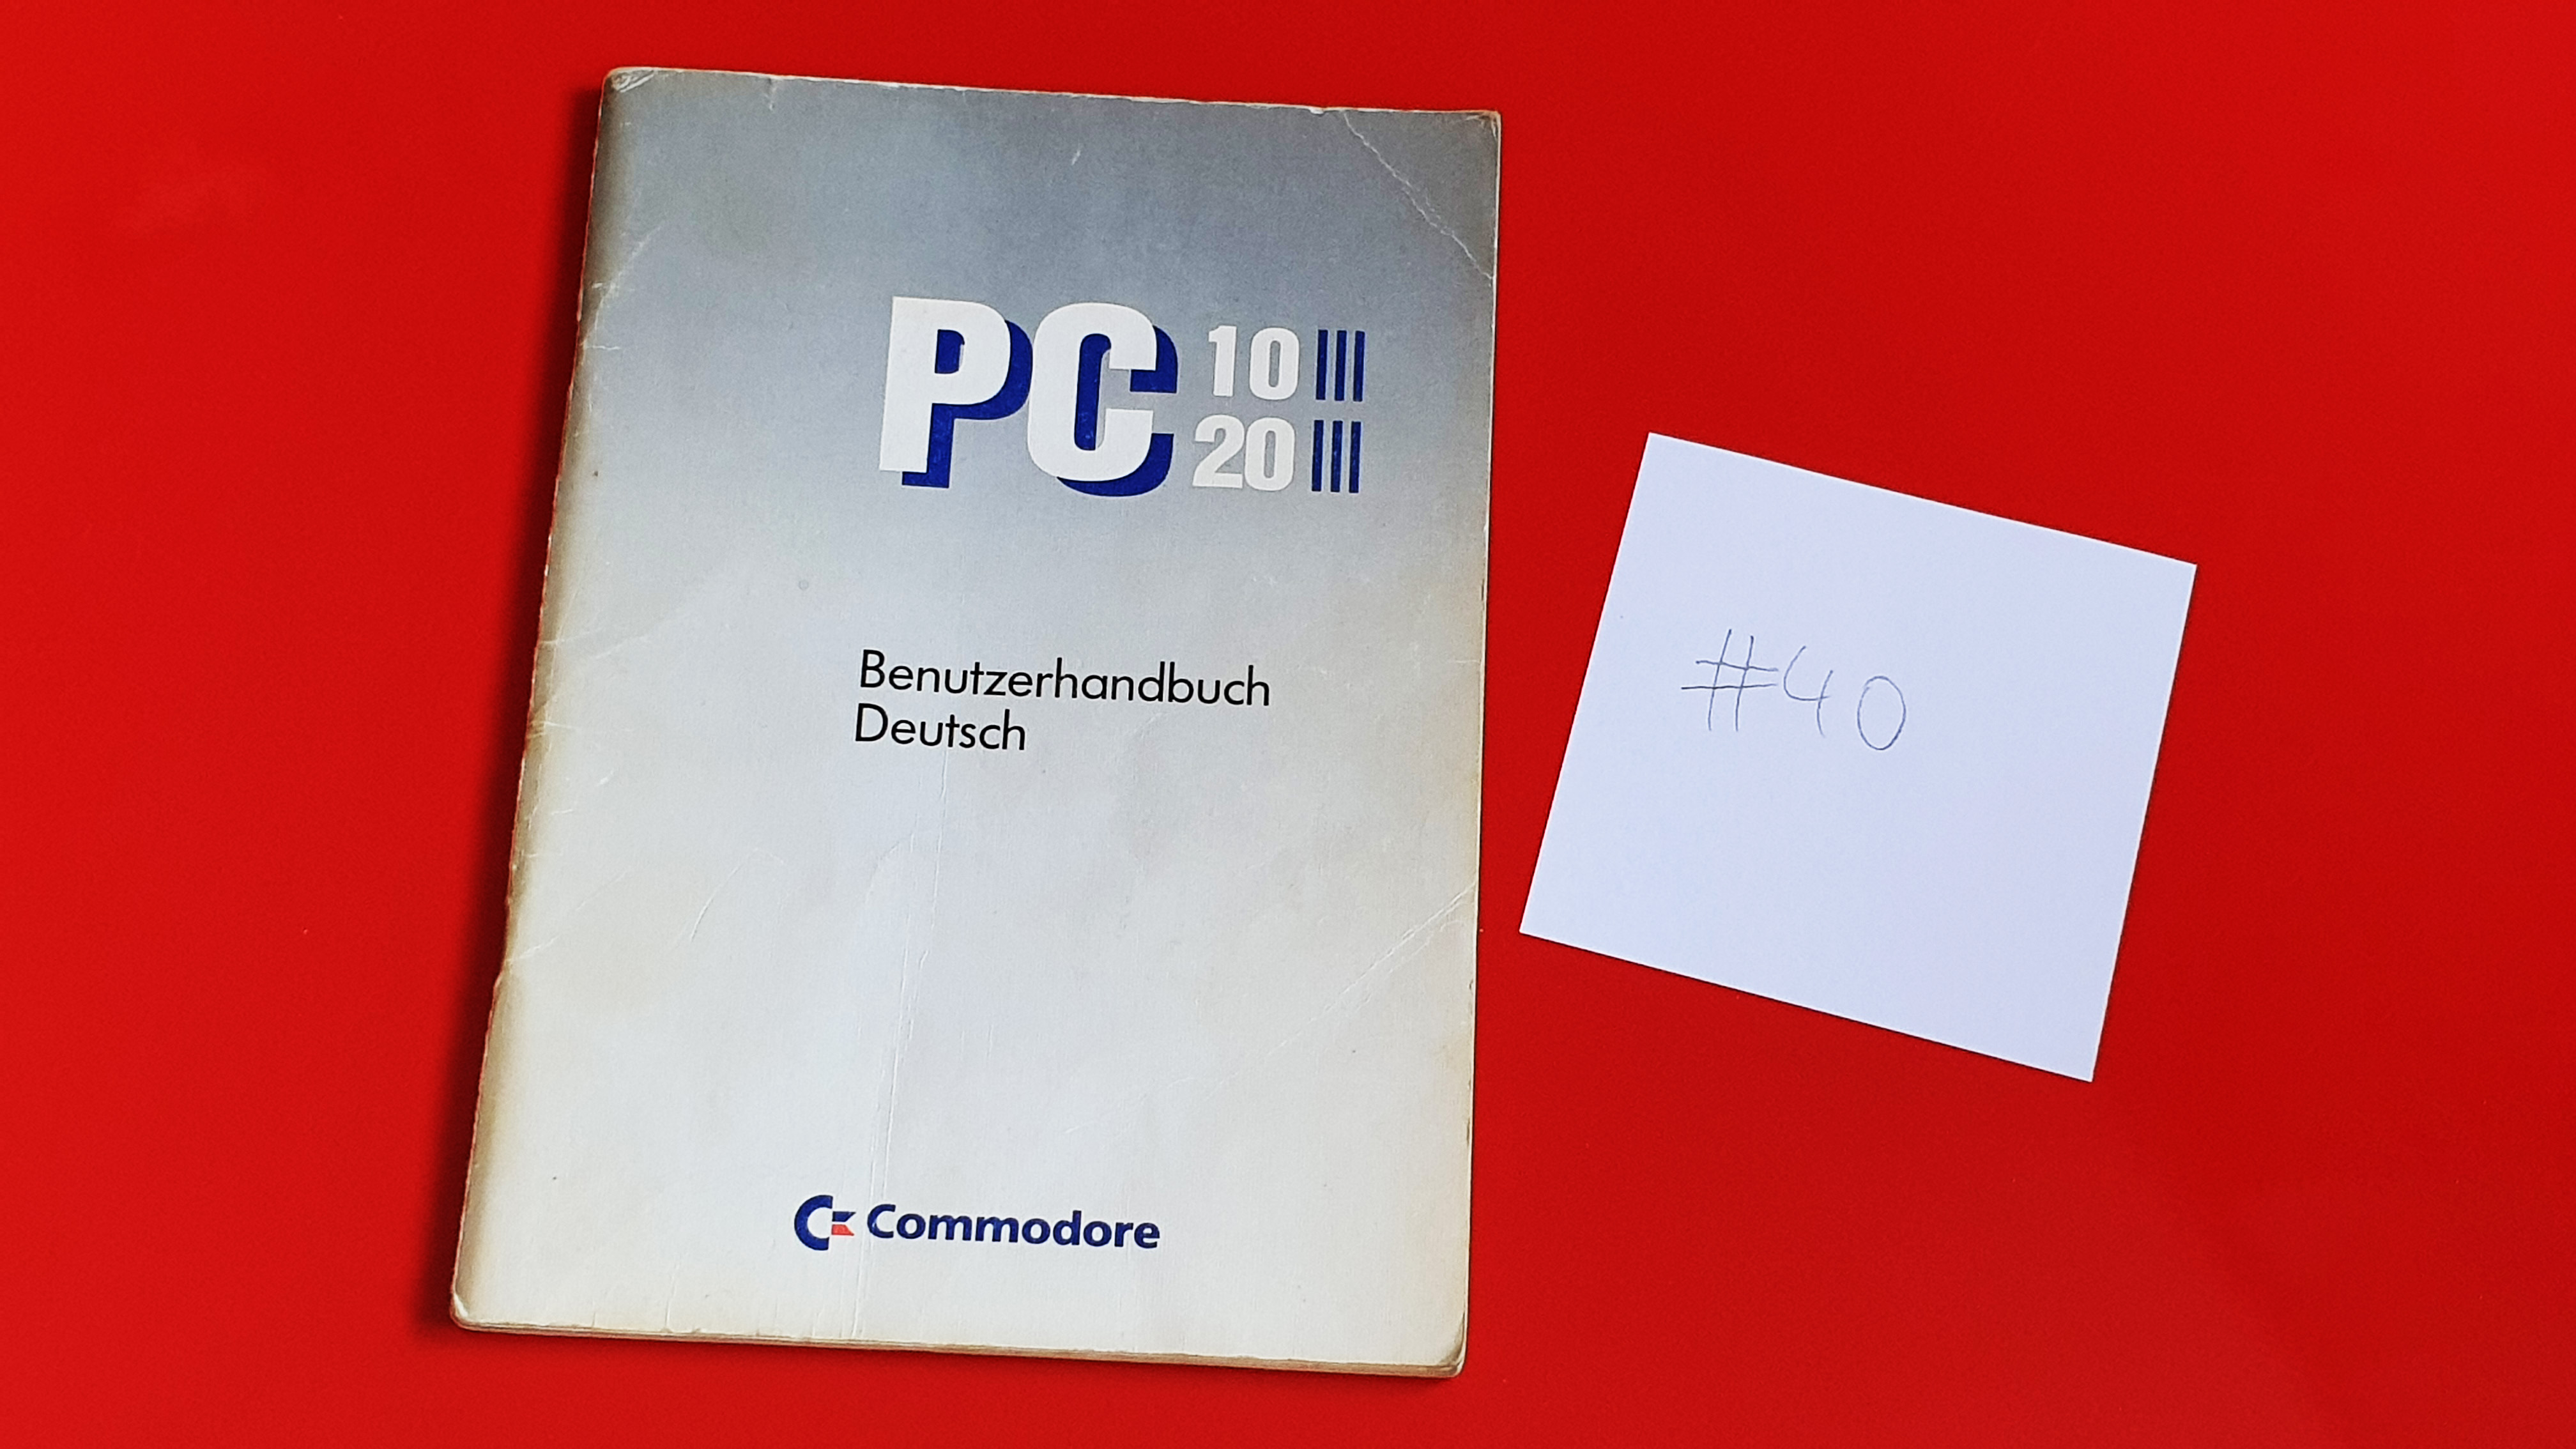 PC 10 III
20 III
Benutzerhandbuch
Deutsch
Commodore
#40